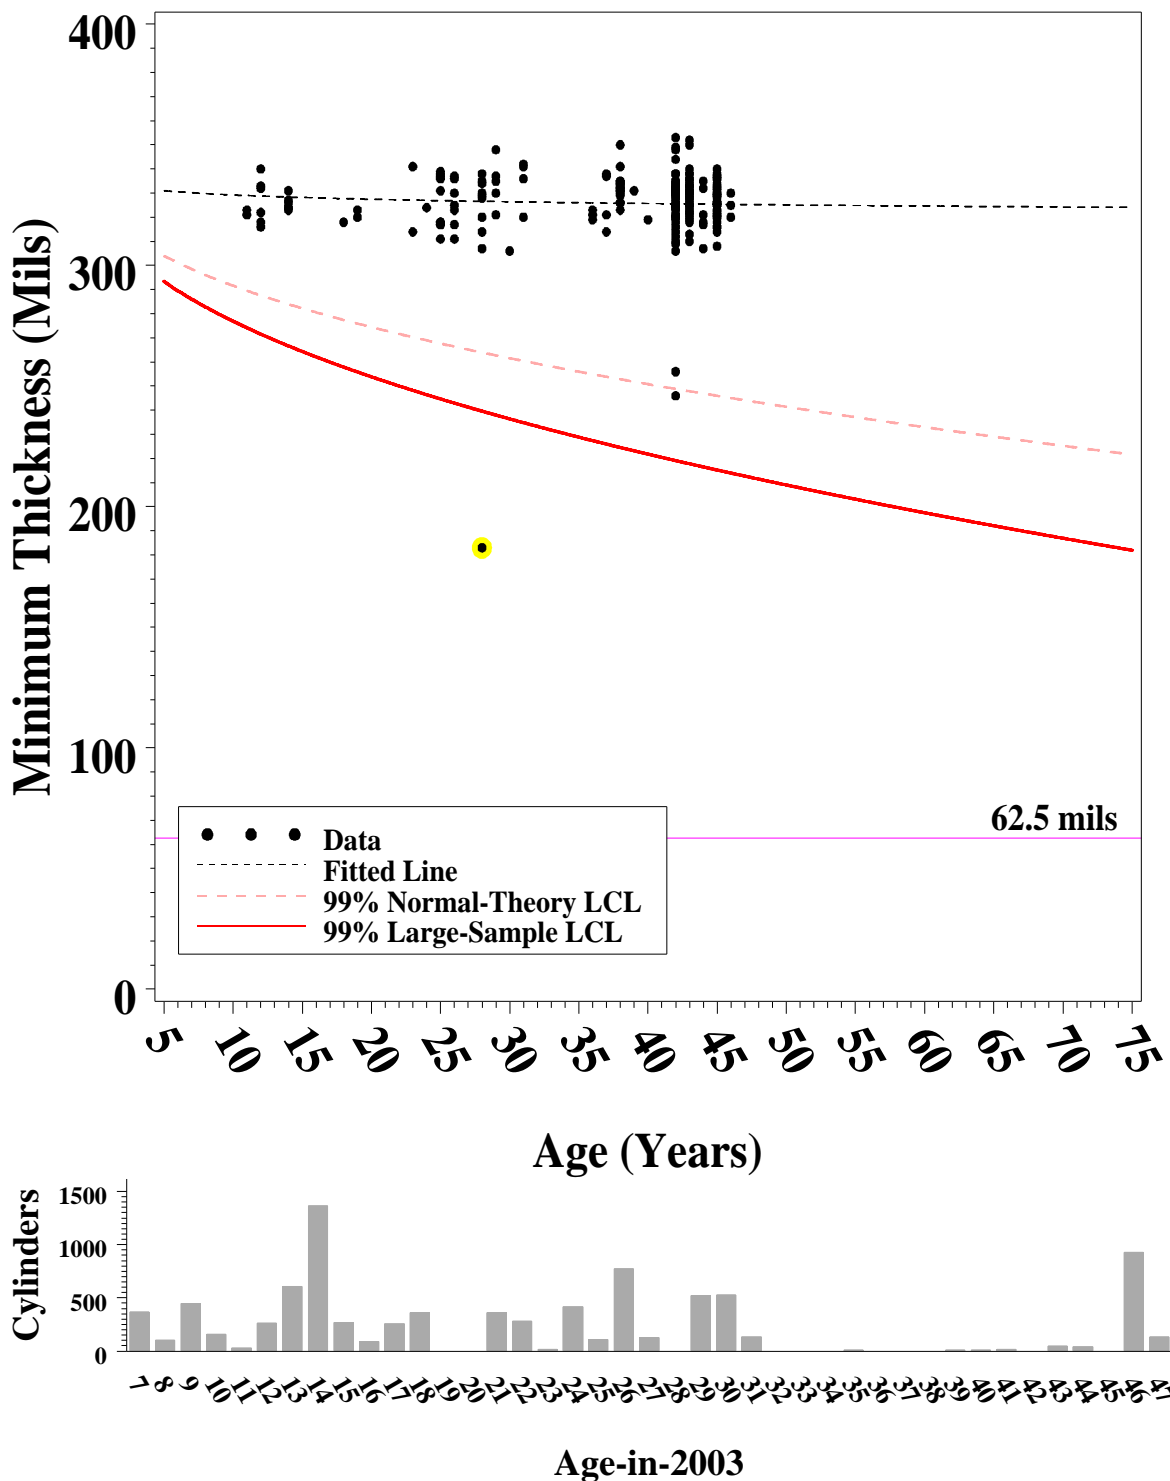 400
300
200
100
0
Minimum Thickness (Mils)
62.5 mils
Data
Fitted Line
99% Normal-Theory LCL
99% Large-Sample LCL
5 10 15 20 25 30 35 40 45 50 55 60 65 70 75
Age (Years)
1500
1000
500
0
Cylinders
7 8 9 10 11 12 13 14 15 16 17 18 19 20 21 22 23 24 25 26 27 28 29 30 31 32 33 34 35 36 37 38 39 40 41 42 43 44 45 46 47
Age-in-2003